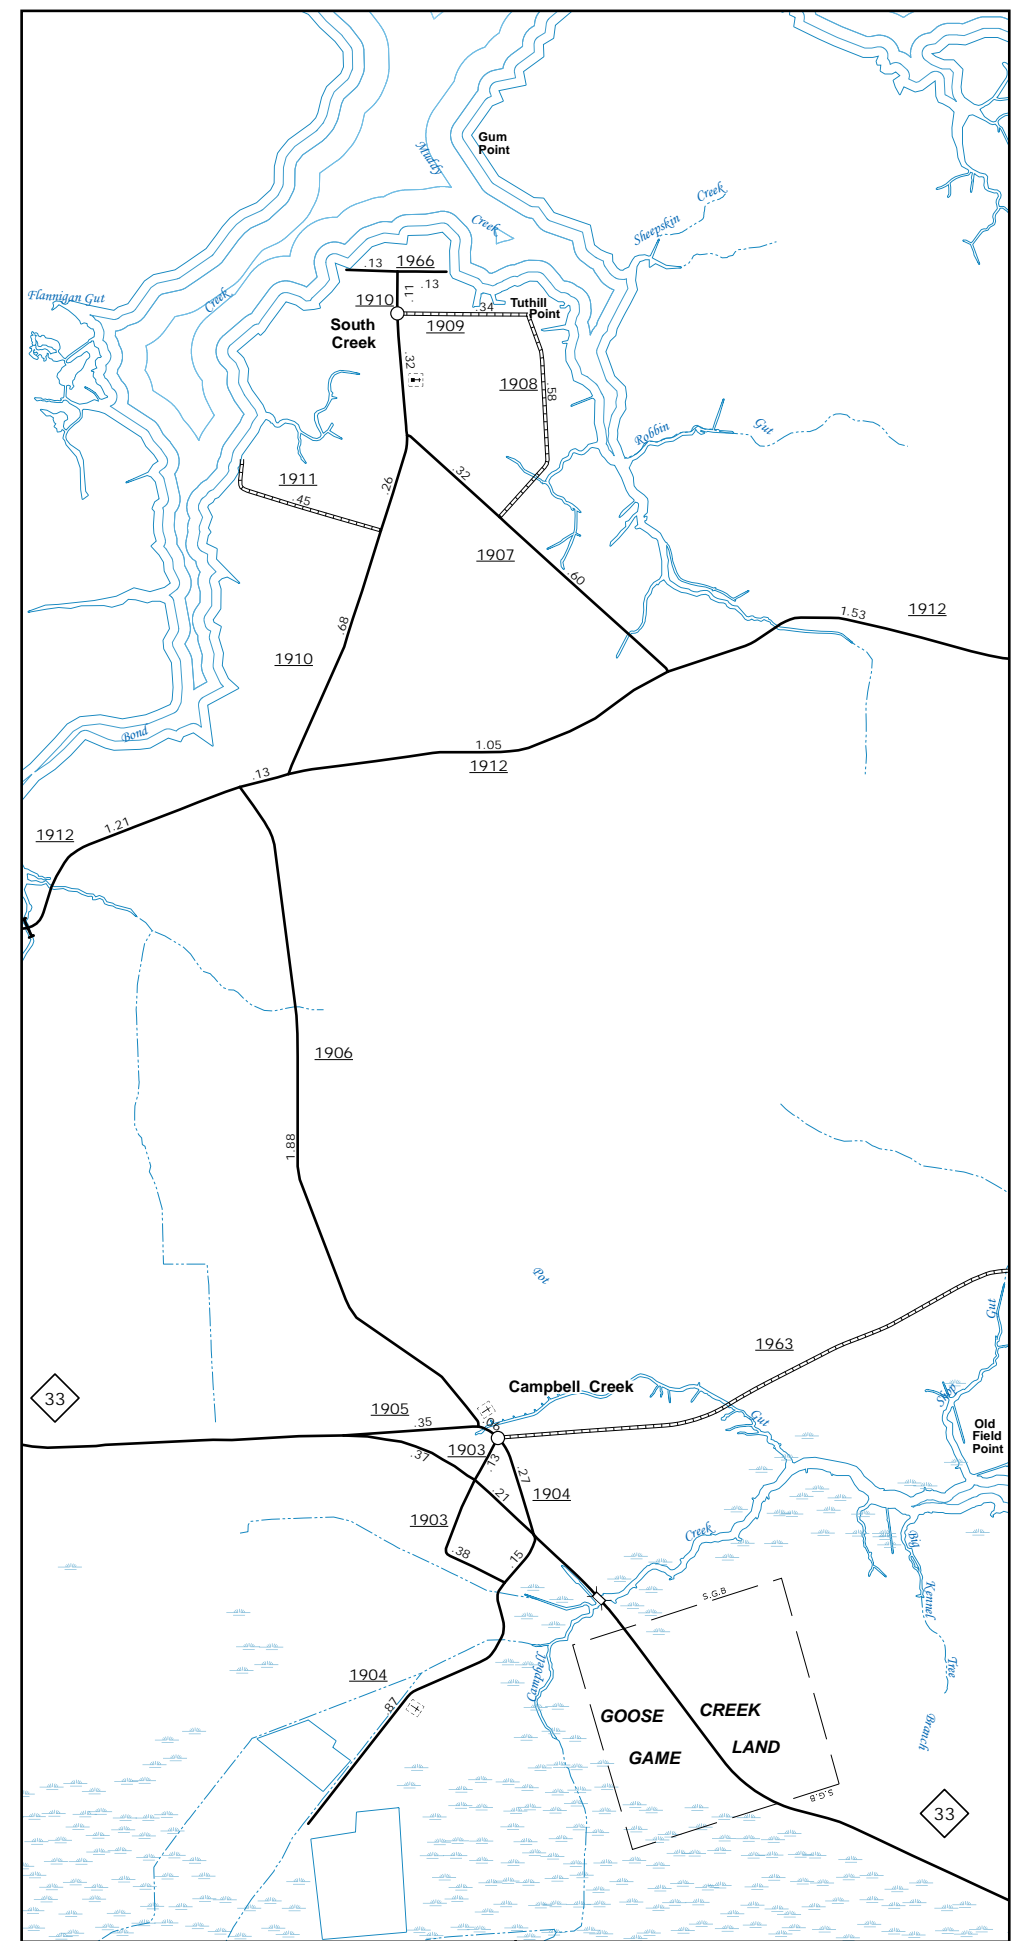 Gum
Point
Muddy
Creek
Creek
Sheepskin
Flannigan Gut
Creek
.13
1966
.13
.11
1910
.34
Tuthill
Point
1909
South
Creek
.32
1908
.58
Robbin
Gut
.32
1911
.45
.26
1907
.60
1.53
1912
.68
1910
Bond
1.05
1912
.13
1.21
1912
1906
1.88
Pot
Gut
1963
33
Campbell Creek
Shop
1905
.35
.06
Gut
Old
Field
Point
1903
.37
.13
.27
.21
1904
1903
Creek
.38
.15
Big
S.G.B
Kennel
Campbell
Tree
1904
.87
GOOSE
CREEK
GAME
LAND
Branch
S.G.B
33